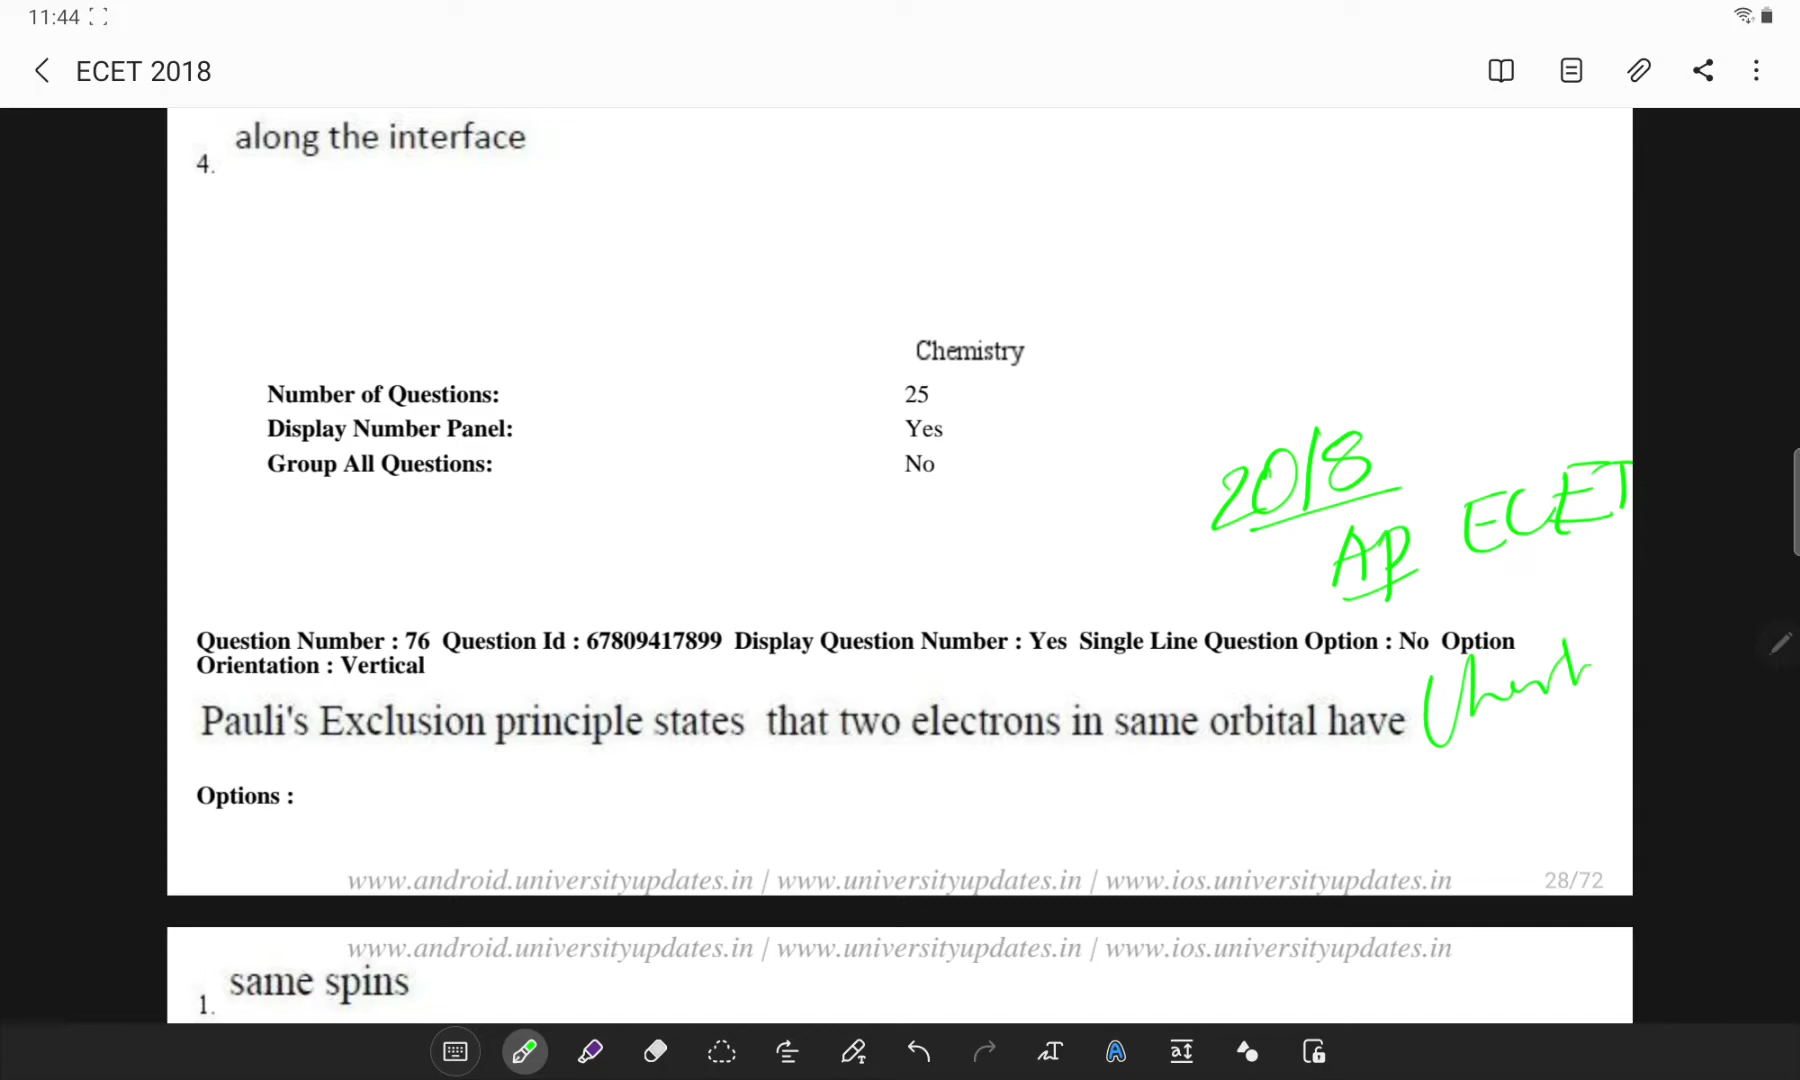 11:44
ECET 2018
along the interface
4.
Chemistry
Number of Questions: 25
Display Number Panel: Yes
Group All Questions: No
2018
AP ECET
Question Number : 76 Question Id : 67809417899 Display Question Number : Yes Single Line Question Option : No Option
Orientation : Vertical
Pauli's Exclusion principle states that two electrons in same orbital have
Options :
www.android.universityupdates.in | www.universityupdates.in | www.ios.universityupdates.in
28/72
www.android.universityupdates.in | www.universityupdates.in | www.ios.universityupdates.in
same spins
1.